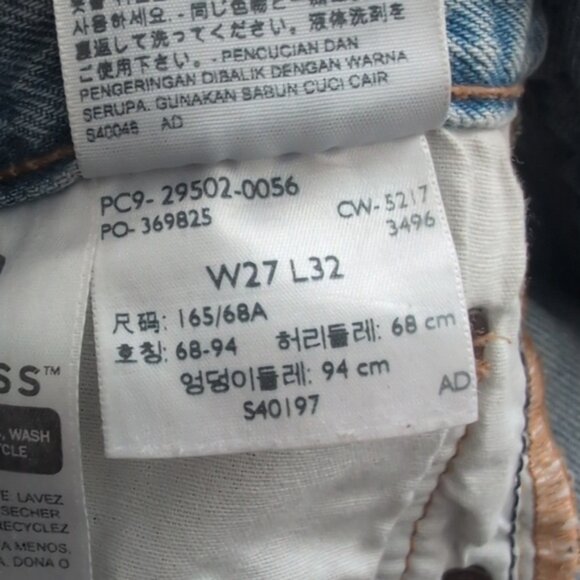 사용하세요. - 同じ色物と
裏返して洗ってください。液体洗剤を
ご使用下さい。 - PENCUCIAN DAN
PENGERINGAN DIBALIK DENGAN WARNA
SERUPA. GUNAKAN SABUN CUCI CAIR
S40046 AD
PC9- 29502-0056
PO- 369825
CW- 5217
3496
W27 L32
尺码: 165/68A
호칭: 68-94 허리둘레: 68 cm
엉덩이둘레: 94 cm
AD
S40197
SS™
WASH
CLE
LAVEZ
SECHER
RECYCLEZ
A MENOS.
A. DONA O